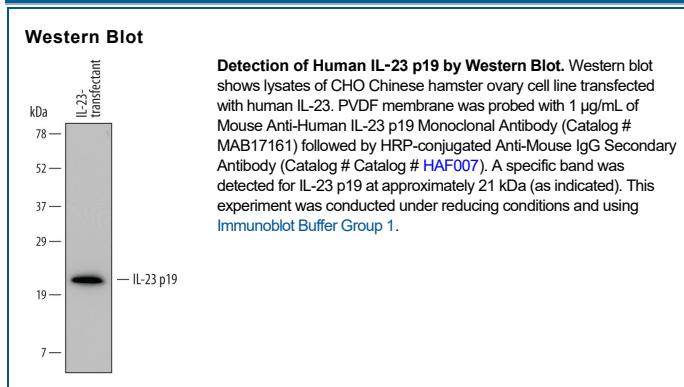 Western Blot
IL-23-
transfectant
kDa
78
52
37
29
19
7
IL-23 p19
Detection of Human IL-23 p19 by Western Blot. Western blot
shows lysates of CHO Chinese hamster ovary cell line transfected
with human IL-23. PVDF membrane was probed with 1 µg/mL of
Mouse Anti-Human IL-23 p19 Monoclonal Antibody (Catalog #
MAB17161) followed by HRP-conjugated Anti-Mouse IgG Secondary
Antibody (Catalog # Catalog # HAF007). A specific band was
detected for IL-23 p19 at approximately 21 kDa (as indicated). This
experiment was conducted under reducing conditions and using
Immunoblot Buffer Group 1.